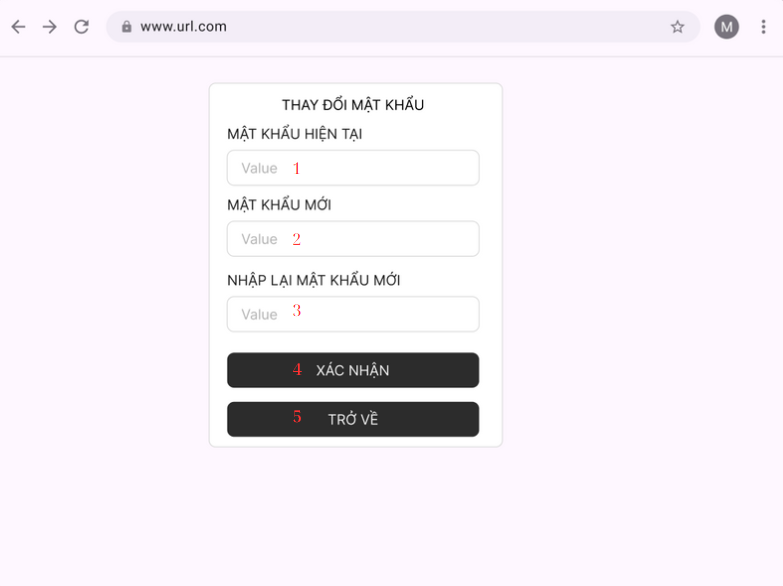 www.url.com
M
THAY ĐỔI MẬT KHẨU
MẬT KHẨU HIỆN TẠI
Value 1
MẬT KHẨU MỚI
Value 2
NHẬP LẠI MẬT KHẨU MỚI
Value 3
4 XÁC NHẬN
5 TRỞ VỀ